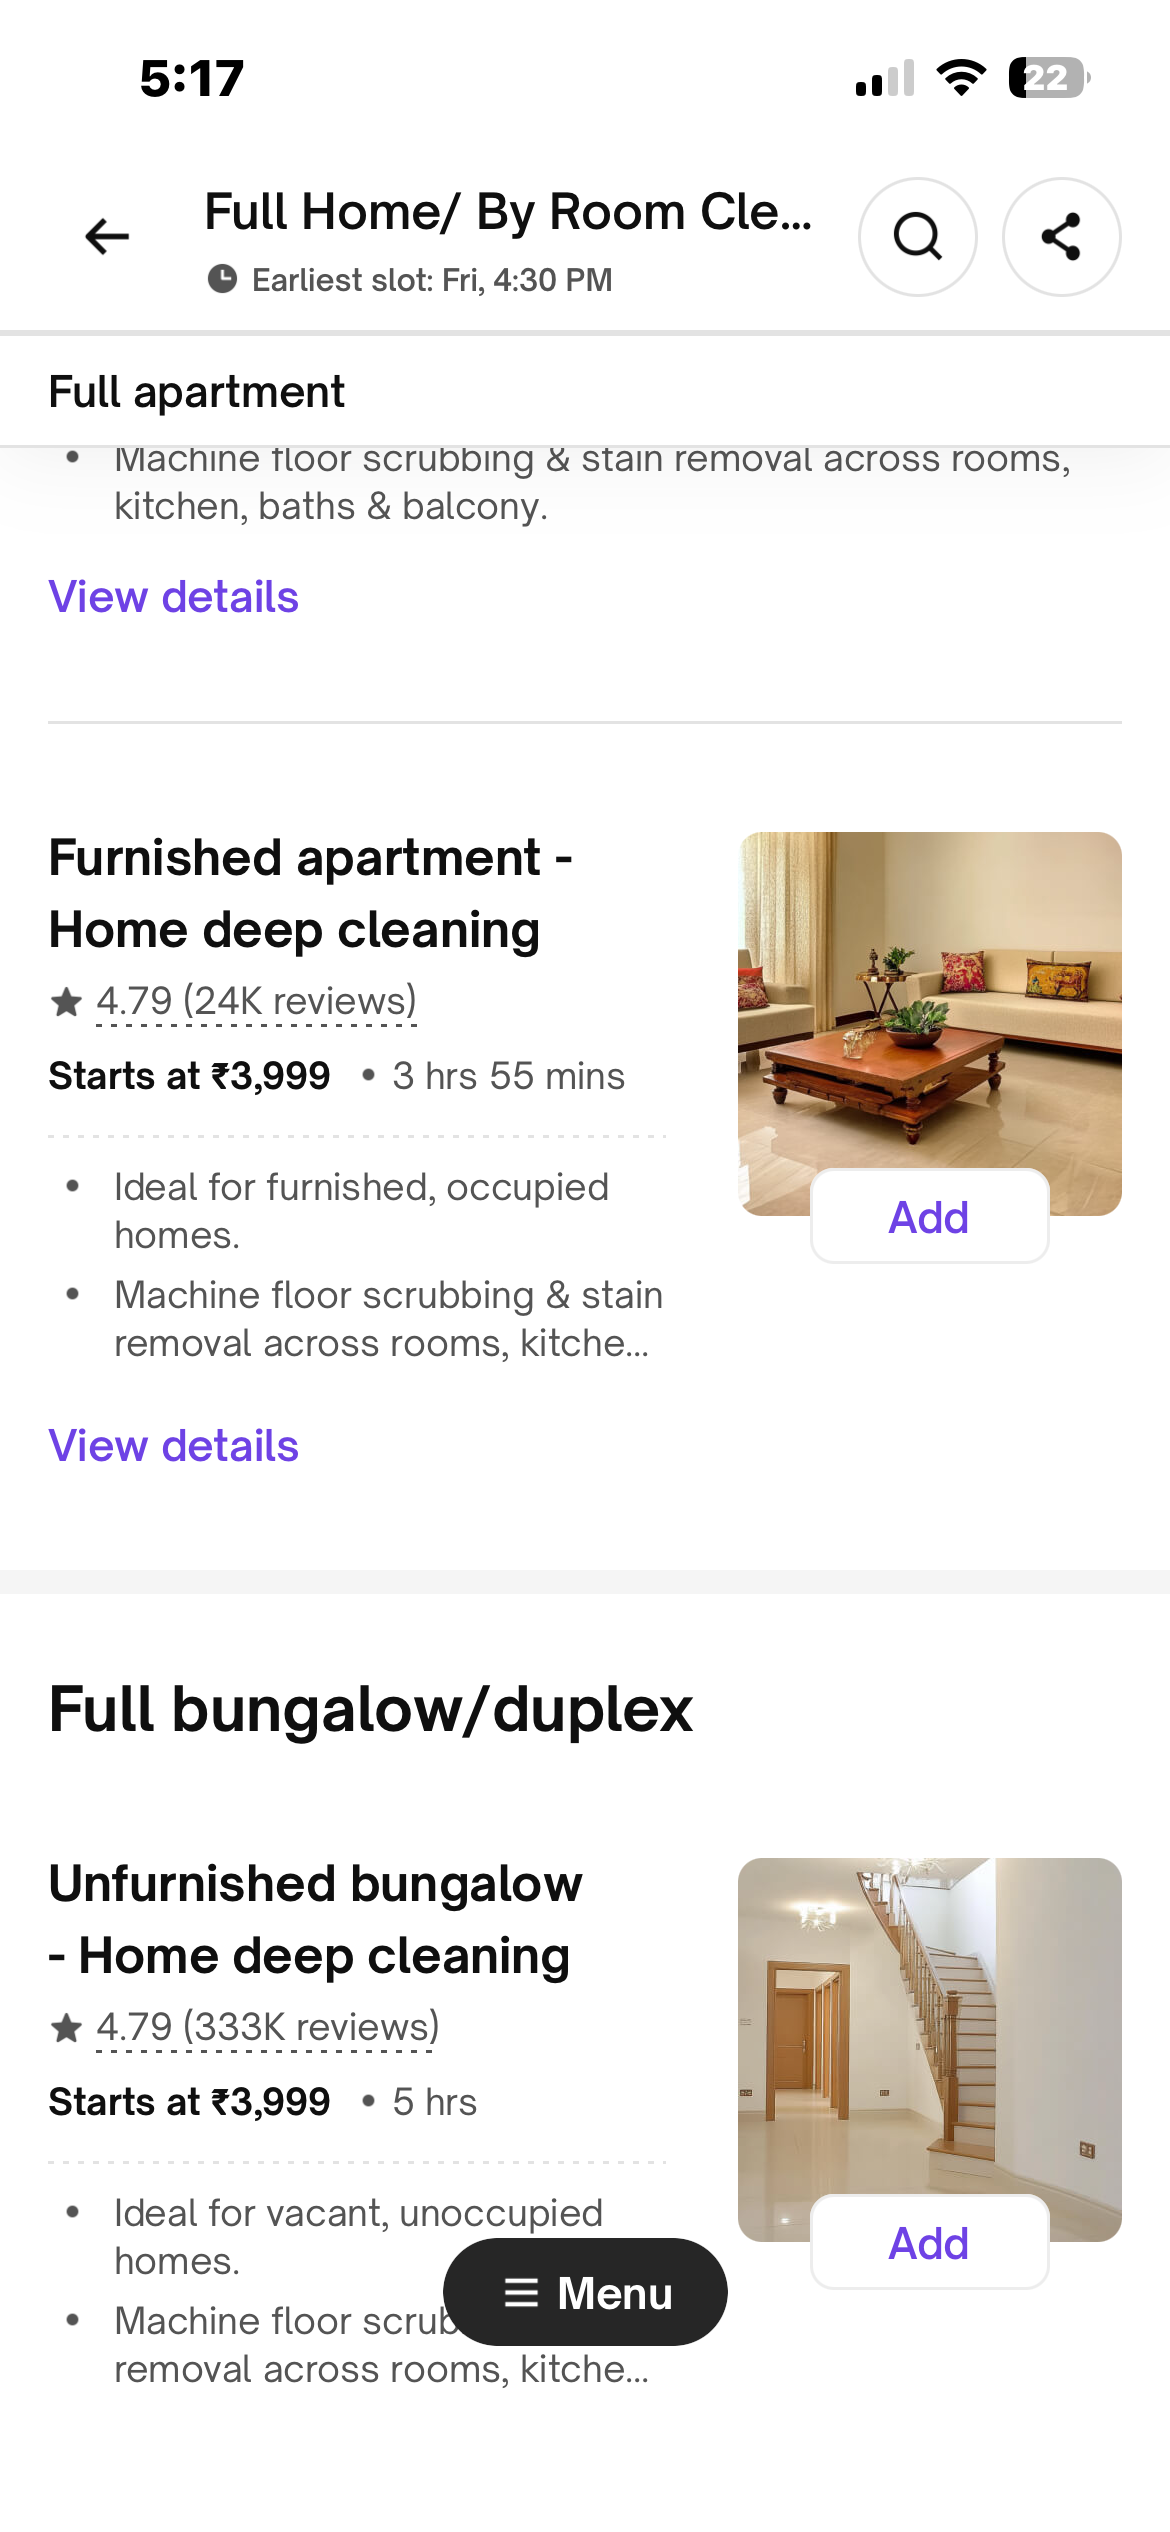 5:17
22
Full Home/ By Room Cle...
Earliest slot: Fri, 4:30 PM
Full apartment
• Machine floor scrubbing & stain removal across rooms,
kitchen, baths & balcony.
View details
Furnished apartment -
Home deep cleaning
★ 4.79 (24K reviews)
Starts at ₹3,999 • 3 hrs 55 mins
• Ideal for furnished, occupied
homes.
• Machine floor scrubbing & stain
removal across rooms, kitche...
Add
View details
Full bungalow/duplex
Unfurnished bungalow
- Home deep cleaning
★ 4.79 (333K reviews)
Starts at ₹3,999 • 5 hrs
• Ideal for vacant, unoccupied
homes.
• Machine floor scrub
removal across rooms, kitche...
Add
Menu